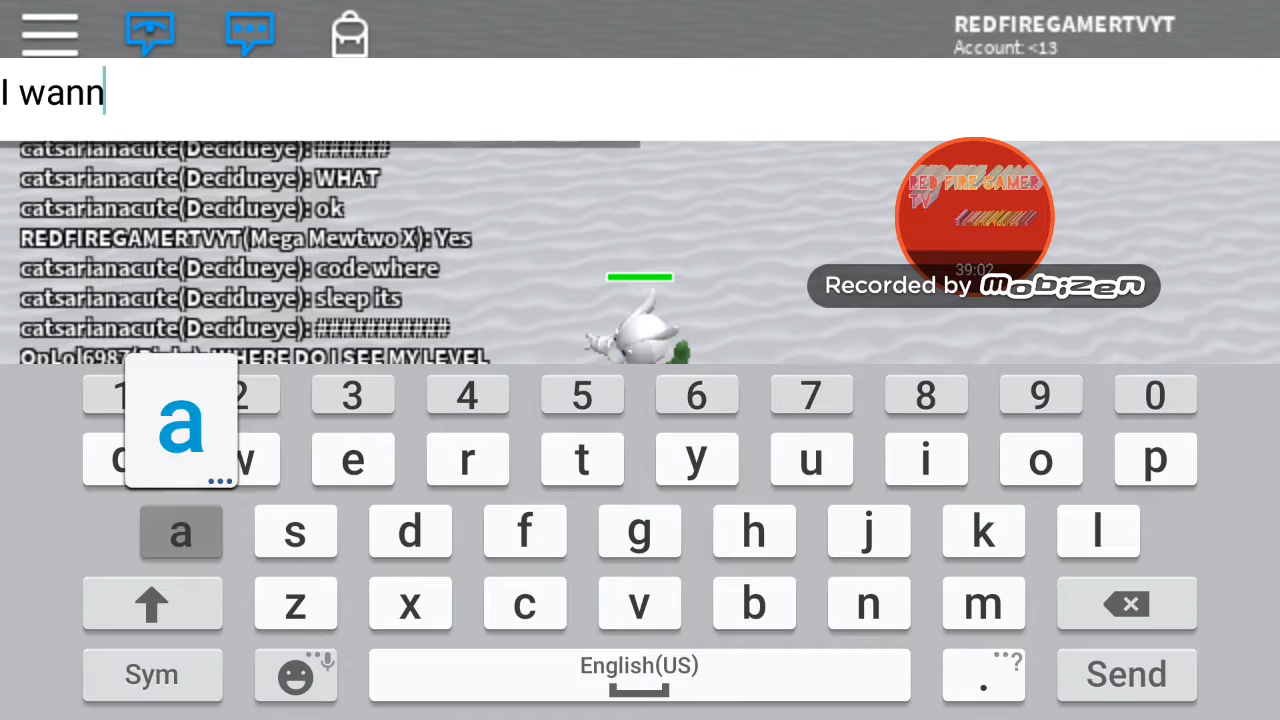 REDFIREGAMERTVYT
Account: <13
I wann
catsarianacute(Decidueye): ######
catsarianacute(Decidueye): WHAT
catsarianacute(Decidueye): ok
REDFIREGAMERTVYT(Mega Mewtwo X): Yes
catsarianacute(Decidueye): code where
catsarianacute(Decidueye): sleep its
catsarianacute(Decidueye): ###########
WHERE DO I SEE MY LEVEL
RED FIRE GAMER
TV
39:02
Recorded by mobizen
1 2 3 4 5 6 7 8 9 0
a
q w e r t y u i o p
a s d f g h j k l
z x c v b n m
Sym English(US) . ? Send